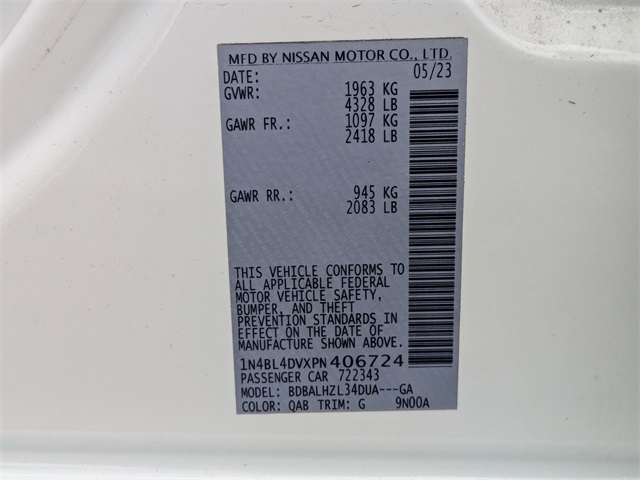 MFD BY NISSAN MOTOR CO., LTD.
DATE: 05/23
GVWR: 1963 KG
4328 LB
GAWR FR.: 1097 KG
2418 LB
GAWR RR.: 945 KG
2083 LB
THIS VEHICLE CONFORMS TO
ALL APPLICABLE FEDERAL
MOTOR VEHICLE SAFETY,
BUMPER, AND THEFT
PREVENTION STANDARDS IN
EFFECT ON THE DATE OF
MANUFACTURE SHOWN ABOVE.
1N4BL4DVXPN406724
PASSENGER CAR 722343
MODEL: BDBALHZL34DUA---GA
COLOR: QAB TRIM: G 9N00A